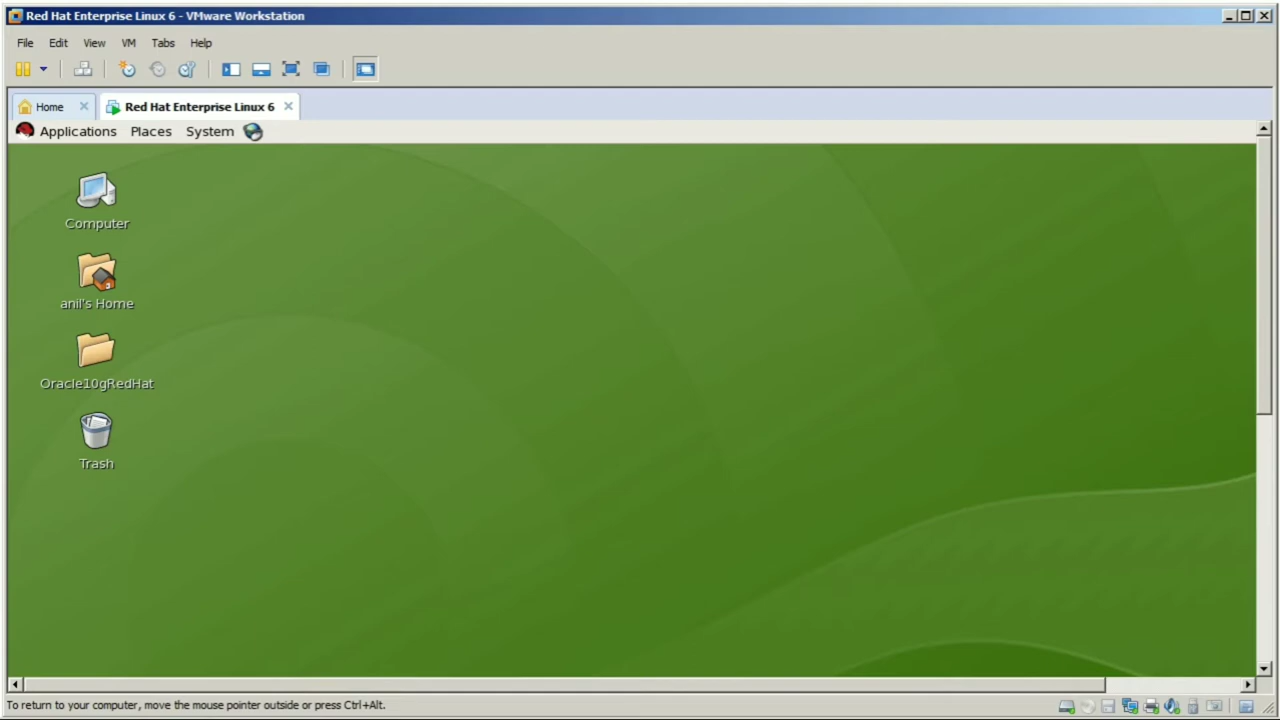 Red Hat Enterprise Linux 6 - VMware Workstation
File Edit View VM Tabs Help
Home Red Hat Enterprise Linux 6
Applications Places System
Computer
anil's Home
Oracle10gRedHat
Trash
To return to your computer, move the mouse pointer outside or press Ctrl+Alt.